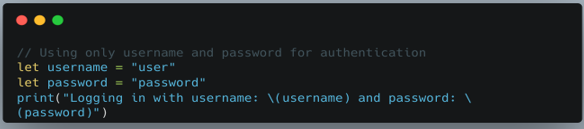 // Using only username and password for authentication
let username = "user"
let password = "password"
print("Logging in with username: \(username) and password: \
(password)")